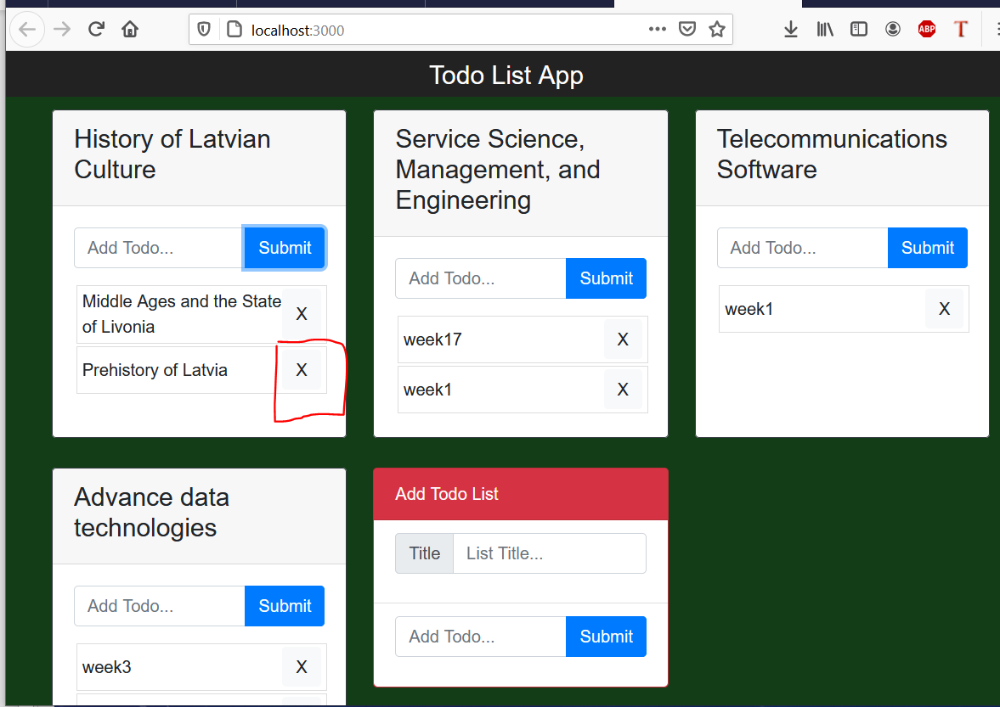 localhost:3000
ABP
T
Todo List App
History of Latvian
Culture
Add Todo...
Submit
Middle Ages and the State
of Livonia
X
Prehistory of Latvia
X
Service Science,
Management, and
Engineering
Add Todo...
Submit
week17
X
week1
X
Telecommunications
Software
Add Todo...
Submit
week1
X
Advance data
technologies
Add Todo...
Submit
week3
X
Add Todo List
Title
List Title...
Add Todo...
Submit